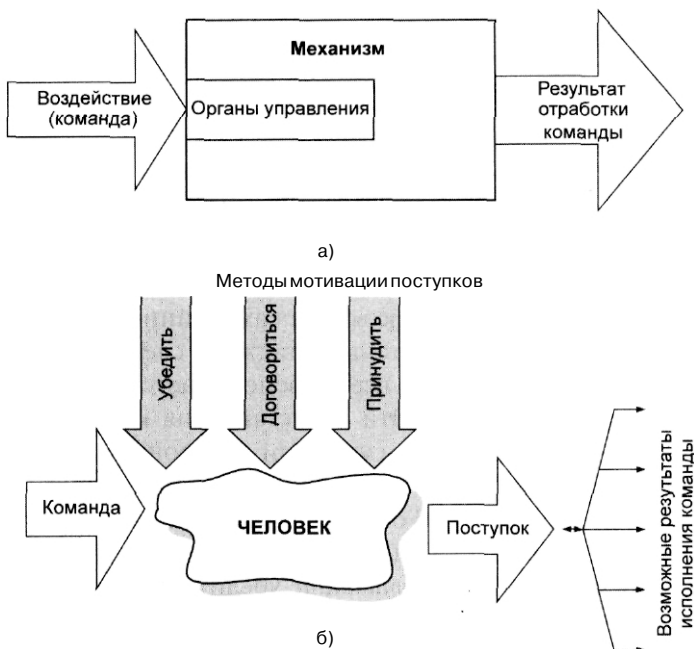 Механизм
Воздействие
(команда)
Органы управления
Результат
отработки
команды
а)
Методы мотивации поступков
Убедить
Договориться
Принудить
Команда
ЧЕЛОВЕК
Поступок
Возможные результаты
исполнения команды
б)